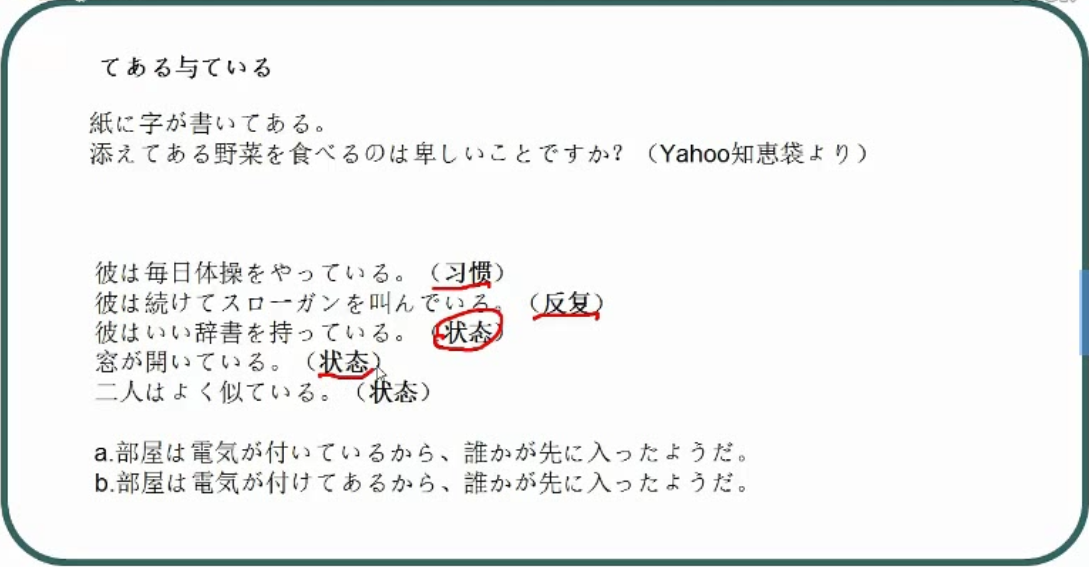 てある与ている
紙に字が書いてある。
添えてある野菜を食べるのは卑しいことですか？（Yahoo知恵袋より）
彼は毎日体操をやっている。（习惯）
彼は続けてスローガンを叫んでいる。（反复）
彼はいい辞書を持っている。（状态）
窓が開いている。（状态）
二人はよく似ている。（状态）
a.部屋は電気が付いているから、誰かが先に入ったようだ。
b.部屋は電気が付けてあるから、誰かが先に入ったようだ。